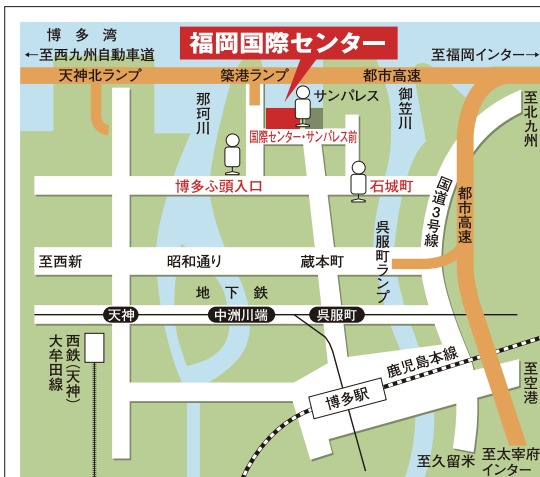 博多湾
福岡国際センター
←至西九州自動車道
至福岡インター→
天神北ランプ
築港ランプ
都市高速
サンパレス
那珂川
御笠川
至北九州
国際センター・サンパレス前
博多ふ頭入口
石城町
国道3号線
都市高速
呉服町ランプ
至西新
昭和通り
蔵本町
地下鉄
天神
中洲川端
呉服町
西鉄(天神)
大牟田線
鹿児島本線
博多駅
至空港
至久留米
至太宰府
インター